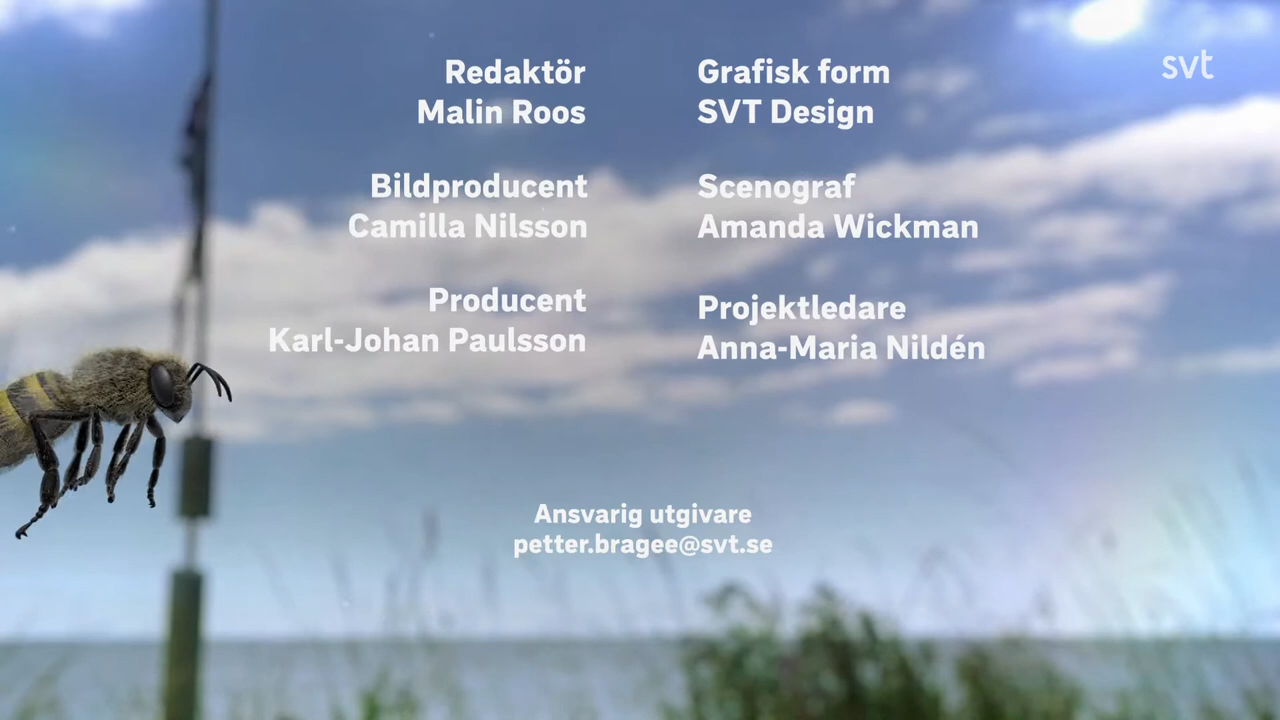 svt
Redaktör
Malin Roos
Bildproducent
Camilla Nilsson
Producent
Karl-Johan Paulsson
Grafisk form
SVT Design
Scenograf
Amanda Wickman
Projektledare
Anna-Maria Nildén
Ansvarig utgivare
petter.bragee@svt.se